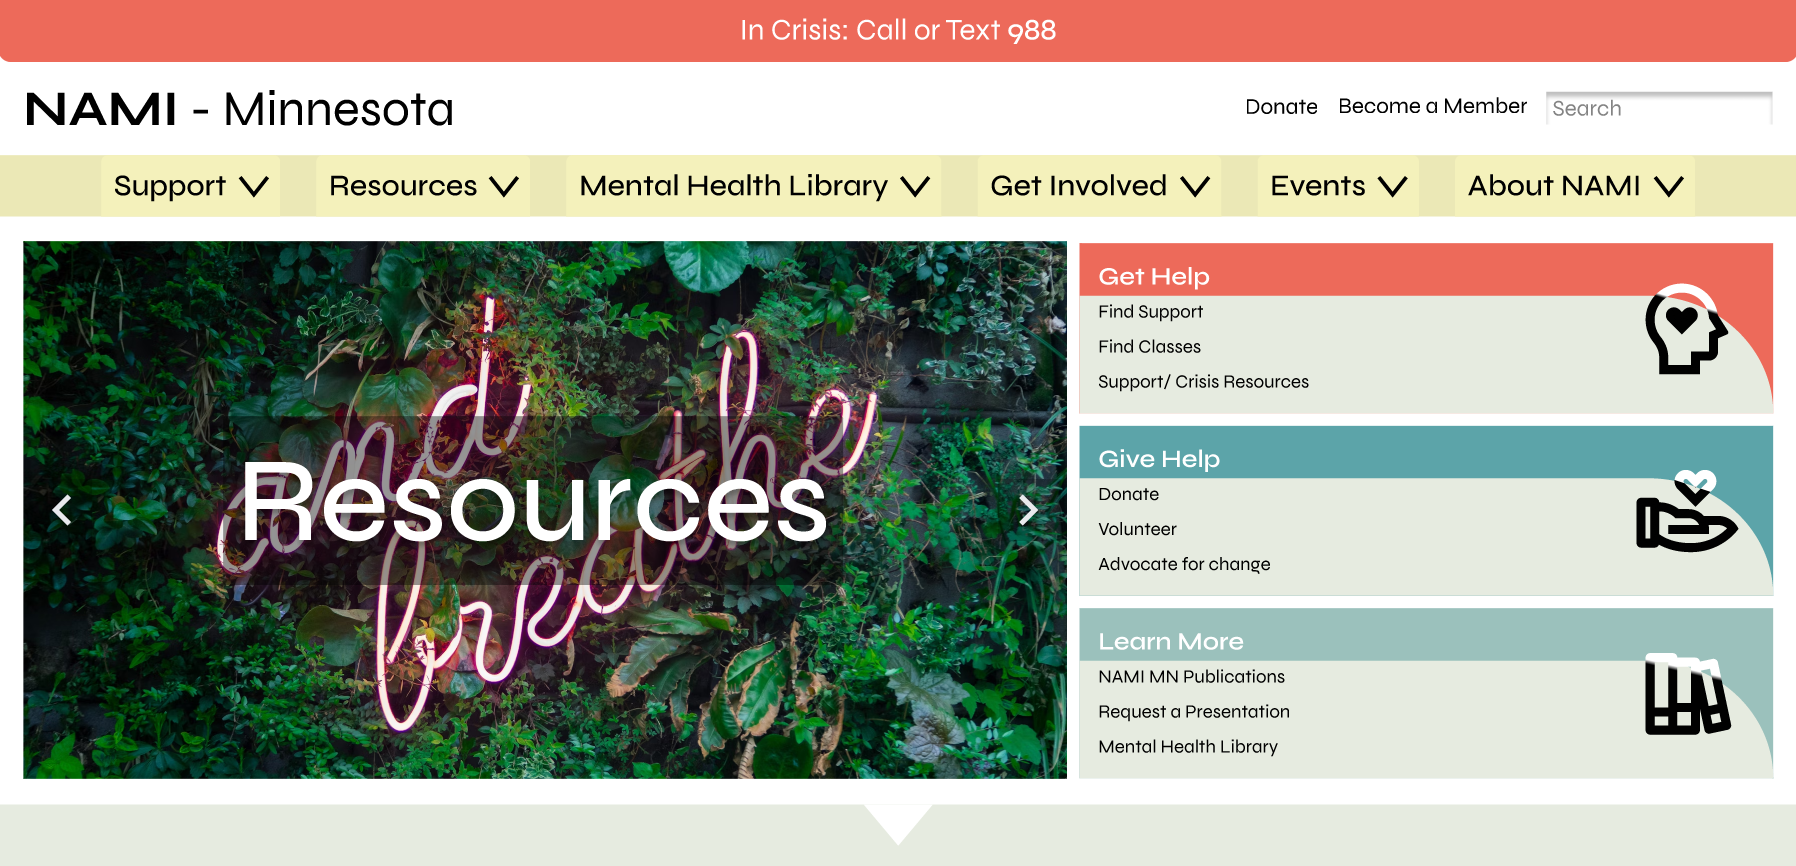 In Crisis: Call or Text 988
NAMI - Minnesota
Donate Become a Member Search
Support Resources Mental Health Library Get Involved Events About NAMI
and
breathe
Resources
Get Help
Find Support
Find Classes
Support/ Crisis Resources
Give Help
Donate
Volunteer
Advocate for change
Learn More
NAMI MN Publications
Request a Presentation
Mental Health Library